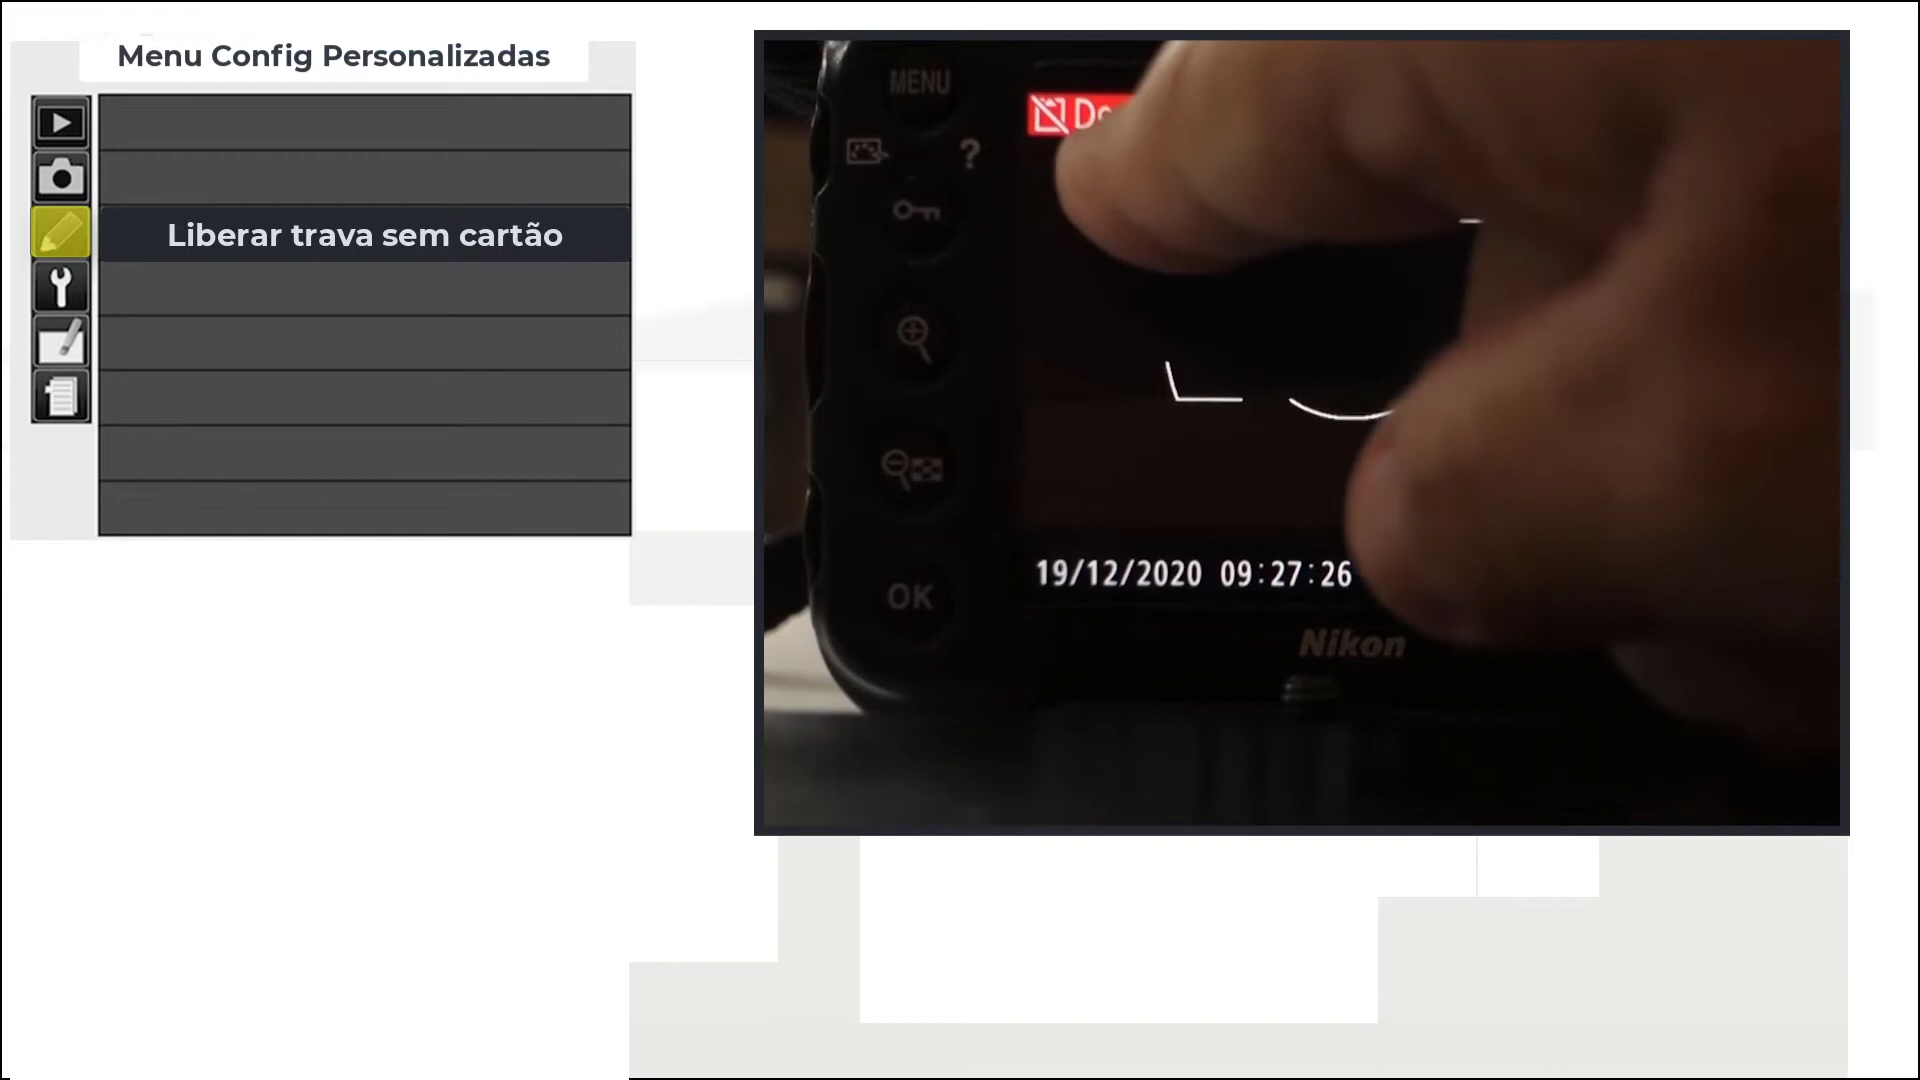 Menu Config Personalizadas
Liberar trava sem cartão
MENU
?
OK
19/12/2020 09:27:26
Nikon